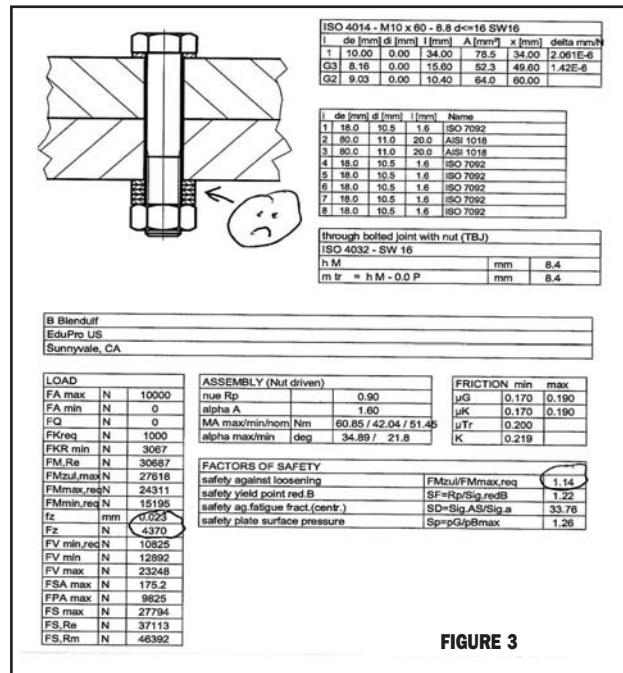 ISO 4014 - M10 x 60 - 8.8 d<=16 SW16
i de [mm] di [mm] l [mm] A [mm²] x [mm] delta mm/N
1 10.00 0.00 34.00 78.5 34.00 2.061E-6
G3 8.16 0.00 15.60 52.3 49.60 1.42E-6
G2 9.03 0.00 10.40 64.0 60.00
i de [mm] di [mm] l [mm] Name
1 18.0 10.5 1.6 ISO 7092
2 80.0 11.0 20.0 AISI 1018
3 80.0 11.0 20.0 AISI 1018
4 18.0 10.5 1.6 ISO 7092
5 18.0 10.5 1.6 ISO 7092
6 18.0 10.5 1.6 ISO 7092
7 18.0 10.5 1.6 ISO 7092
8 18.0 10.5 1.6 ISO 7092
through bolted joint with nut (TBJ)
ISO 4032 - SW 16
h M mm 8.4
m tr = h M - 0.0 P mm 8.4
B Blendulf
EduPro US
Sunnyvale, CA
LOAD
FA max N 10000
FA min N 0
FQ N 0
FKreq N 1000
FKR min N 3067
FM,Re N 30687
FMzul,max N 27618
FMmax,req N 24311
FMmin,req N 15195
fz mm 0.023
Fz N 4370
FV min,req N 10825
FV min N 12892
FV max N 23248
FSA max N 175.2
FPA max N 9825
FS max N 27794
FS,Re N 37113
FS,Rm N 46392
ASSEMBLY (Nut driven)
nue Rp 0.90
alpha A 1.60
MA max/min/nom Nm 60.85 / 42.04 / 51.45
alpha max/min deg 34.89 / 21.8
FRICTION min max
µG 0.170 0.190
µK 0.170 0.190
µTr 0.200
K 0.219
FACTORS OF SAFETY
safety against loosening FMzul/FMmax,req 1.14
safety yield point red.B SF=Rp/Sig.redB 1.22
safety ag.fatigue fract.(centr.) SD=Sig.AS/Sig.a 33.76
safety plate surface pressure Sp=pG/pBmax 1.26
FIGURE 3